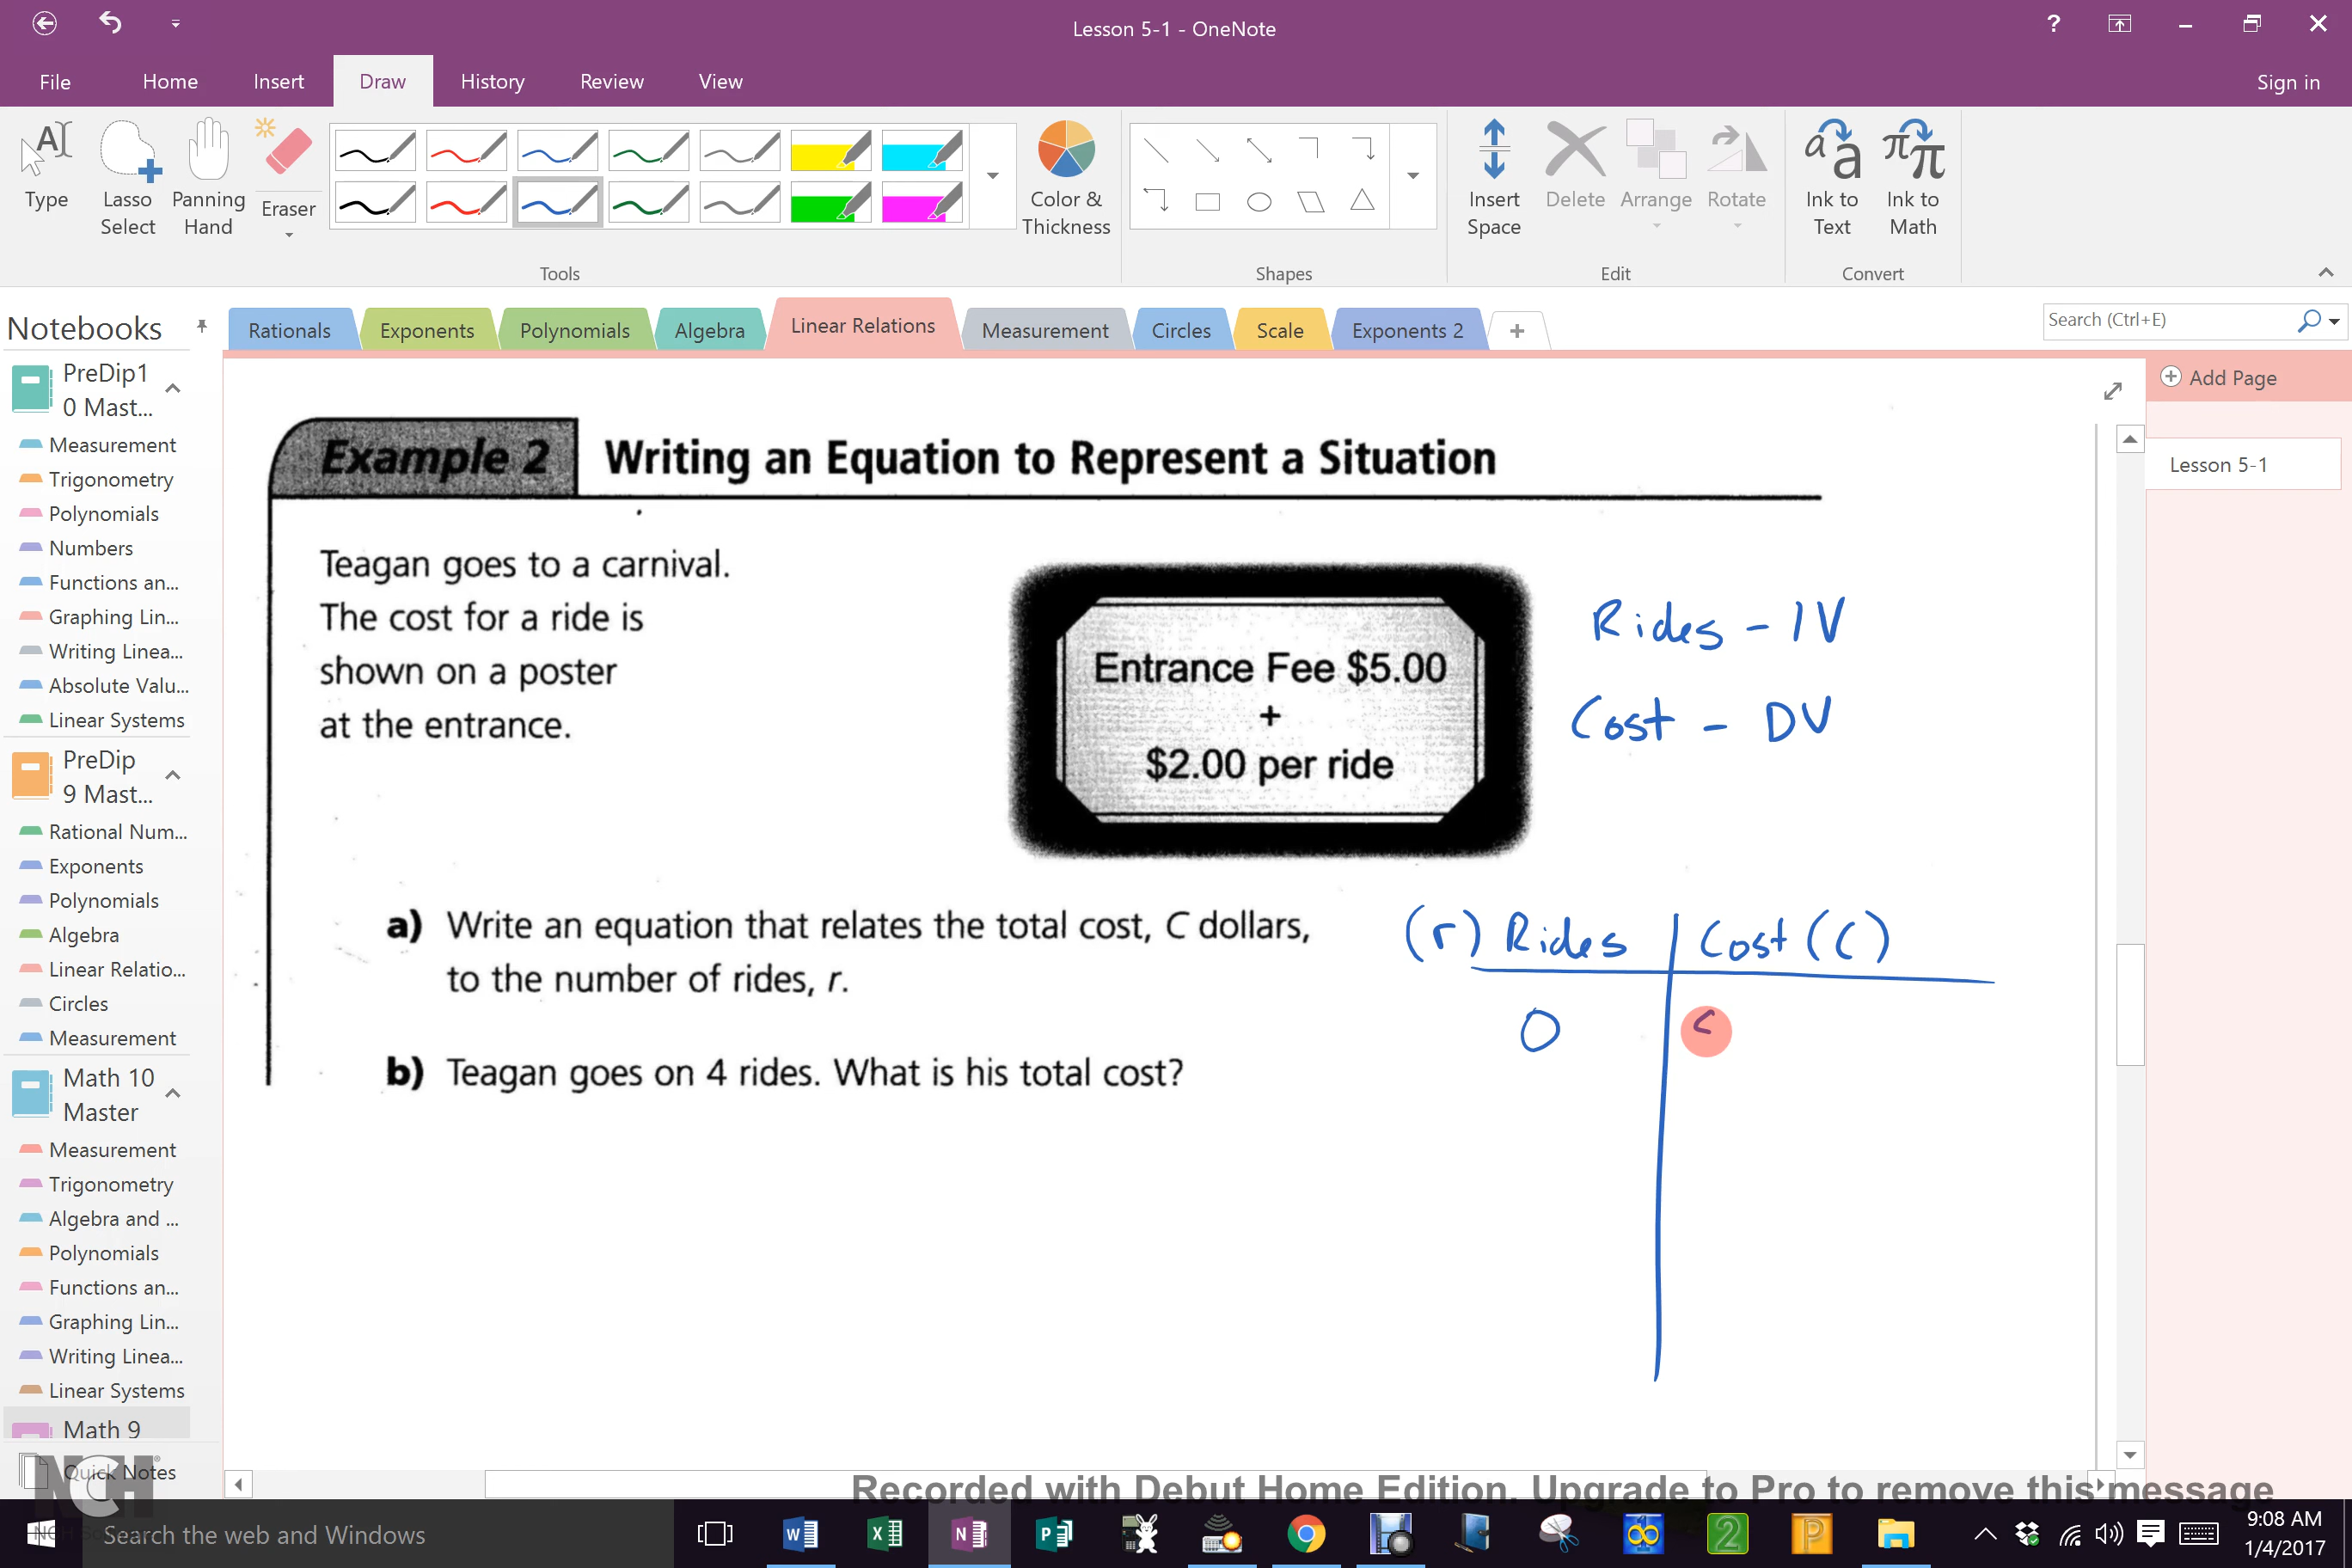 Lesson 5-1 - OneNote
?
File
Home
Insert
Draw
History
Review
View
Sign in
Type
Lasso Select
Panning Hand
Eraser
Color & Thickness
Insert Space
Delete
Arrange
Rotate
Ink to Text
Ink to Math
Tools
Shapes
Edit
Convert
Notebooks
Rationals
Exponents
Polynomials
Algebra
Linear Relations
Measurement
Circles
Scale
Exponents 2
+
Search (Ctrl+E)
PreDip1
0 Mast...
Measurement
Trigonometry
Polynomials
Numbers
Functions an...
Graphing Lin...
Writing Linea...
Absolute Valu...
Linear Systems
PreDip
9 Mast...
Rational Num...
Exponents
Polynomials
Algebra
Linear Relatio...
Circles
Measurement
Math 10
Master
Measurement
Trigonometry
Algebra and ...
Polynomials
Functions an...
Graphing Lin...
Writing Linea...
Linear Systems
Math 9
Quick Notes
Add Page
Lesson 5-1
Example 2 Writing an Equation to Represent a Situation
Teagan goes to a carnival.
The cost for a ride is
shown on a poster
at the entrance.
Entrance Fee $5.00
+
$2.00 per ride
Rides - IV
Cost - DV
a) Write an equation that relates the total cost, C dollars,
to the number of rides, r.
b) Teagan goes on 4 rides. What is his total cost?
(r) Rides Cost (C)
0
NCH
Recorded with Debut Home Edition. Upgrade to Pro to remove this message
Search the web and Windows
9:08 AM
1/4/2017